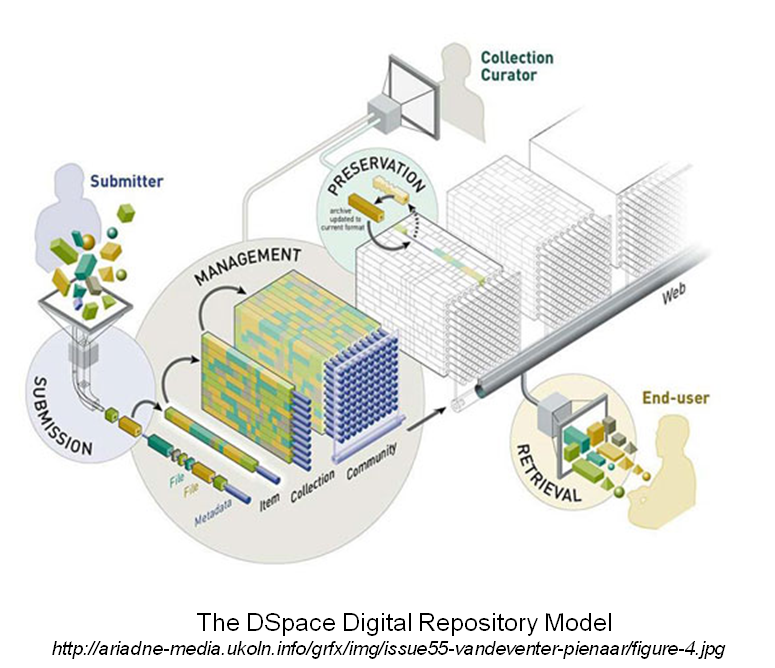 Collection
Curator
Submitter
PRESERVATION
archive
updated to
current format
MANAGEMENT
Web
SUBMISSION
End-user
RETRIEVAL
File
File
Metadata
Item
Collection
Community
The DSpace Digital Repository Model
http://ariadne-media.ukoln.info/grfx/img/issue55-vandeventer-pienaar/figure-4.jpg